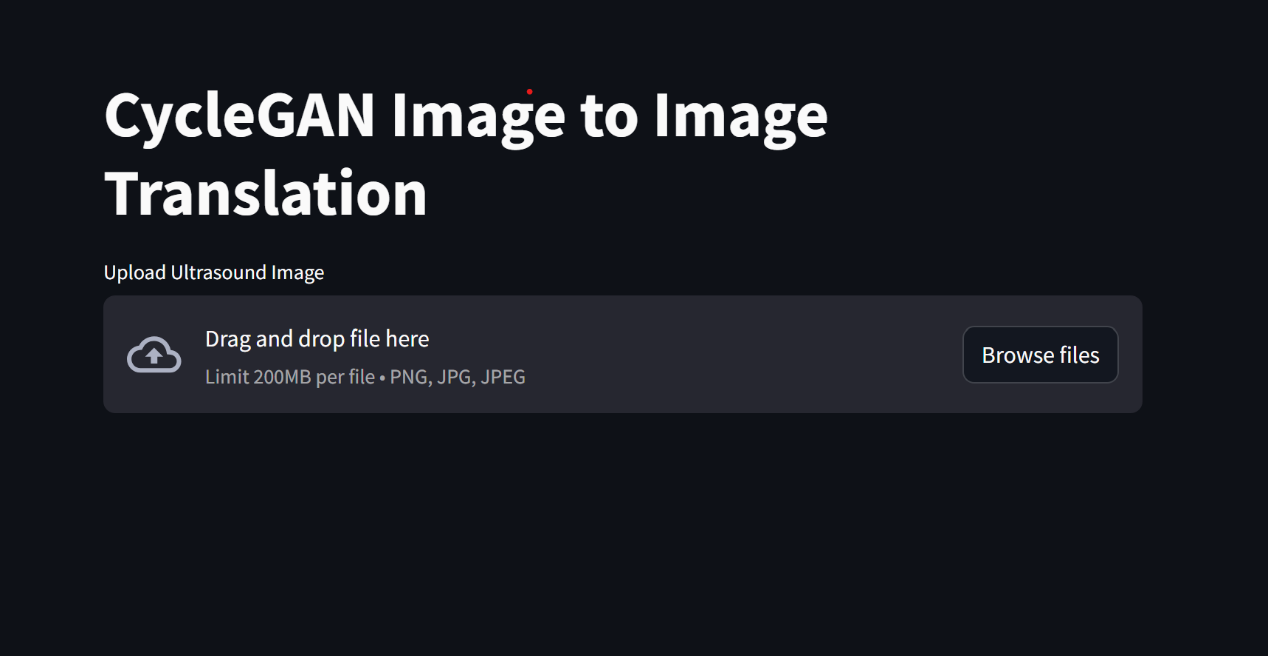 CycleGAN Image to Image
Translation
Upload Ultrasound Image
Drag and drop file here
Limit 200MB per file • PNG, JPG, JPEG
Browse files